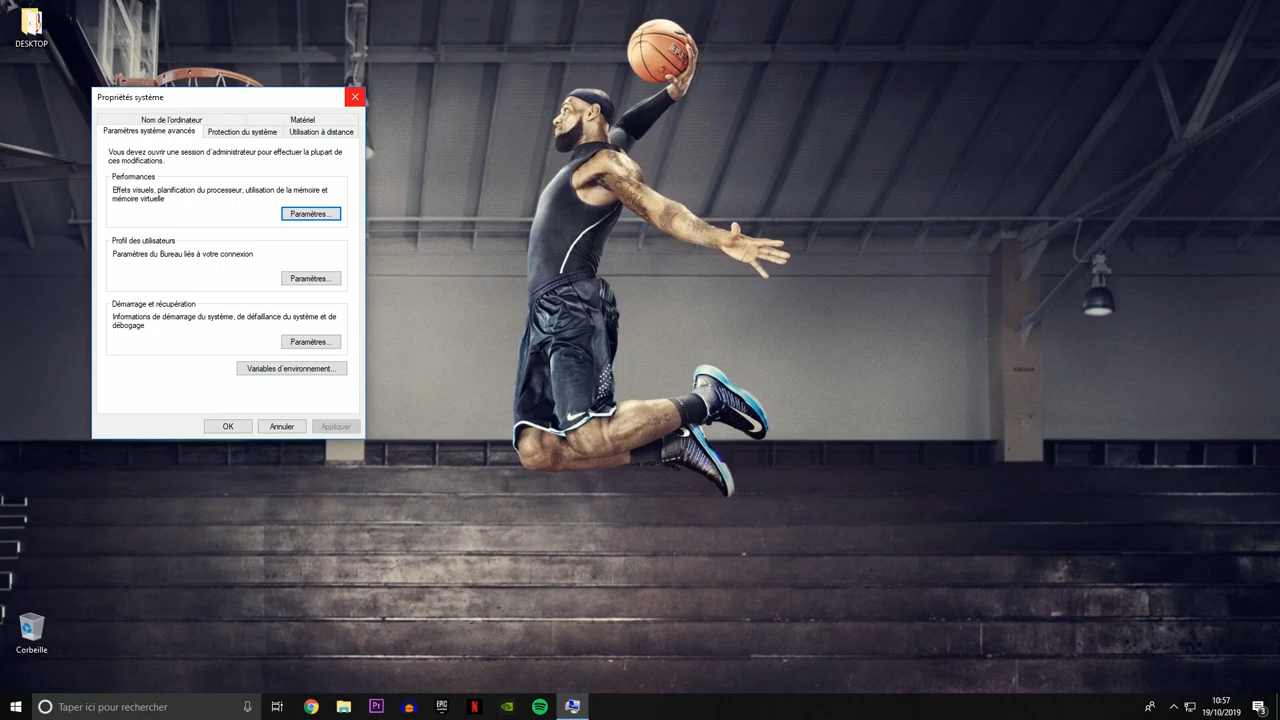 DESKTOP
Propriétés système
Nom de l'ordinateur
Matériel
Paramètres système avancés
Protection du système
Utilisation à distance
Vous devez ouvrir une session d'administrateur pour effectuer la plupart de
ces modifications.
Performances
Effets visuels, planification du processeur, utilisation de la mémoire et
mémoire virtuelle
Paramètres...
Profil des utilisateurs
Paramètres du Bureau liés à votre connexion
Paramètres...
Démarrage et récupération
Informations de démarrage du système, de défaillance du système et de
débogage
Paramètres...
Variables d'environnement...
OK
Annuler
Appliquer
Corbeille
Taper ici pour rechercher
Pr
EPIC
GAMES
N
10:57
19/10/2019